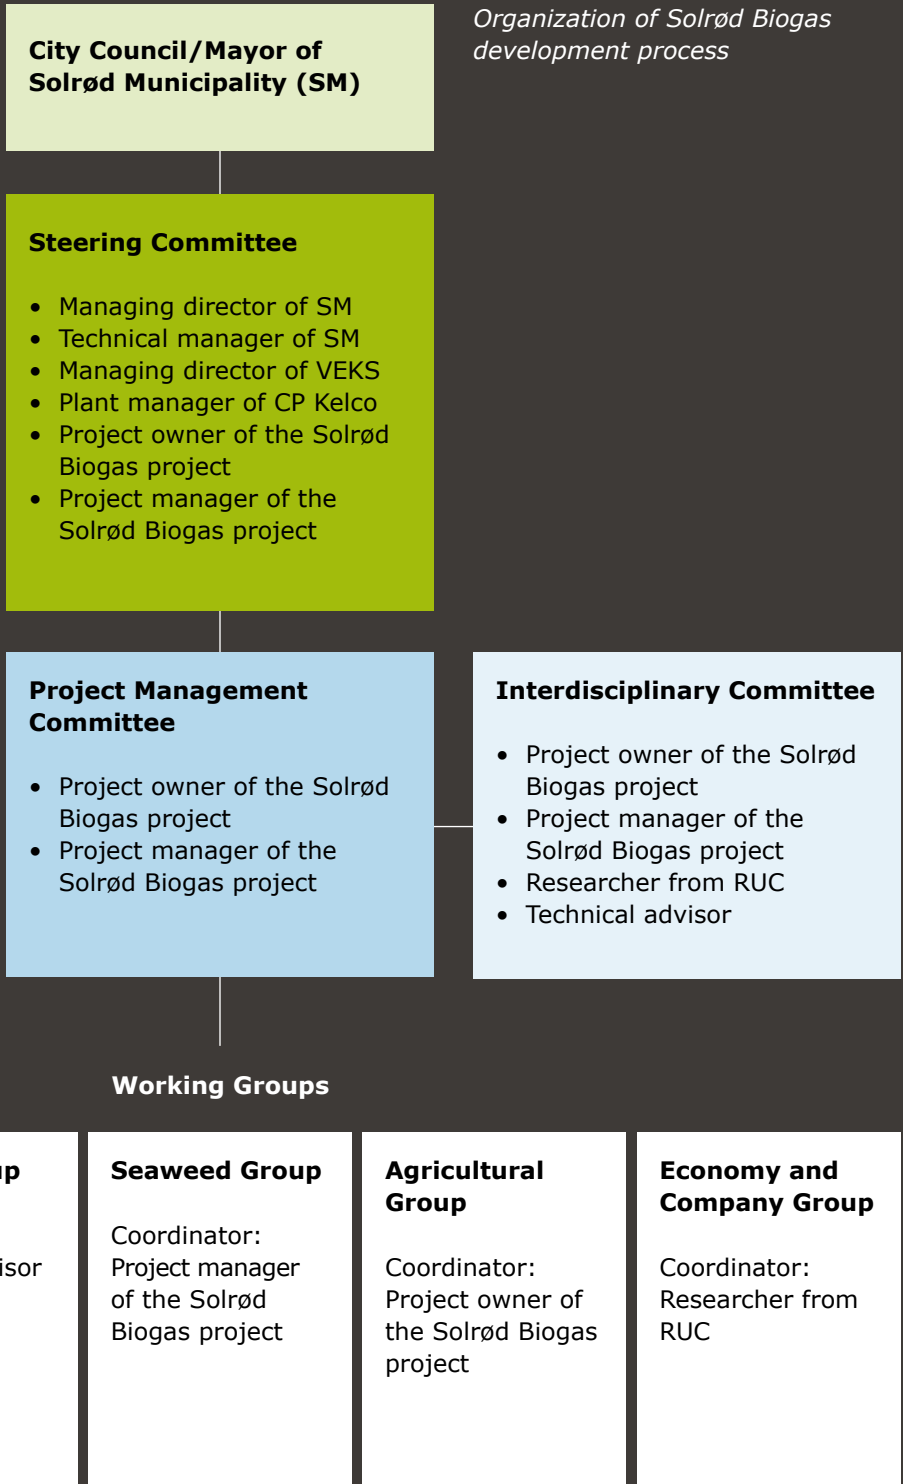 Organization of Solrød Biogas
development process
City Council/Mayor of
Solrød Municipality (SM)
Steering Committee
• Managing director of SM
• Technical manager of SM
• Managing director of VEKS
• Plant manager of CP Kelco
• Project owner of the Solrød
Biogas project
• Project manager of the
Solrød Biogas project
Project Management
Committee
• Project owner of the Solrød
Biogas project
• Project manager of the
Solrød Biogas project
Interdisciplinary Committee
• Project owner of the Solrød
Biogas project
• Project manager of the
Solrød Biogas project
• Researcher from RUC
• Technical advisor
Working Groups
Seaweed Group
Coordinator:
Project manager
of the Solrød
Biogas project
Agricultural
Group
Coordinator:
Project owner of
the Solrød Biogas
project
Economy and
Company Group
Coordinator:
Researcher from
RUC